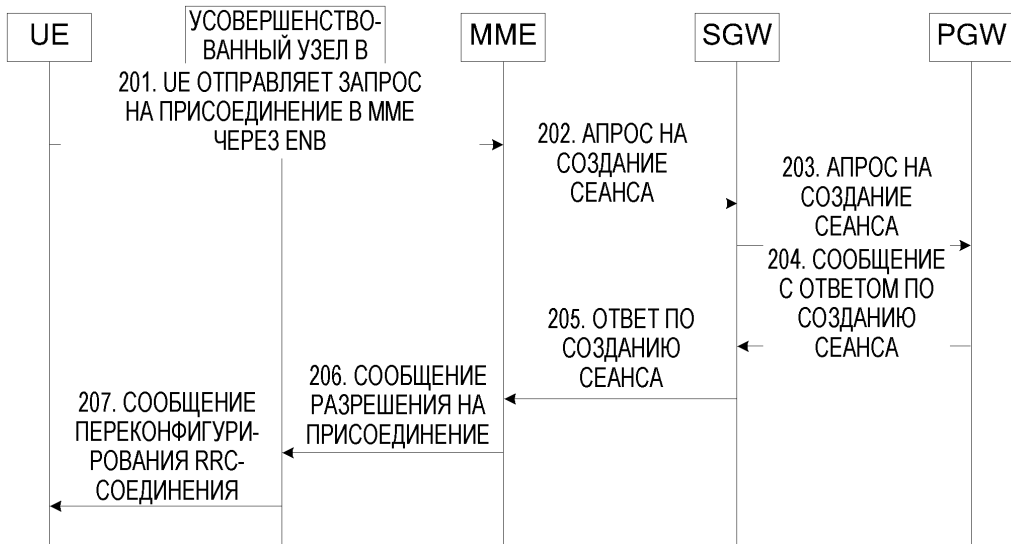 UE
УСОВЕРШЕНСТВО-
ВАННЫЙ УЗЕЛ В
MME
SGW
PGW
201. UE ОТПРАВЛЯЕТ ЗАПРОС
НА ПРИСОЕДИНЕНИЕ В MME
ЧЕРЕЗ ENB
202. АПРОС НА
СОЗДАНИЕ
СЕАНСА
203. АПРОС НА
СОЗДАНИЕ
СЕАНСА
204. СООБЩЕНИЕ
С ОТВЕТОМ ПО
СОЗДАНИЮ
СЕАНСА
205. ОТВЕТ ПО
СОЗДАНИЮ
СЕАНСА
206. СООБЩЕНИЕ
РАЗРЕШЕНИЯ НА
ПРИСОЕДИНЕНИЕ
207. СООБЩЕНИЕ
ПЕРЕКОНФИГУРИ-
РОВАНИЯ RRC-
СОЕДИНЕНИЯ